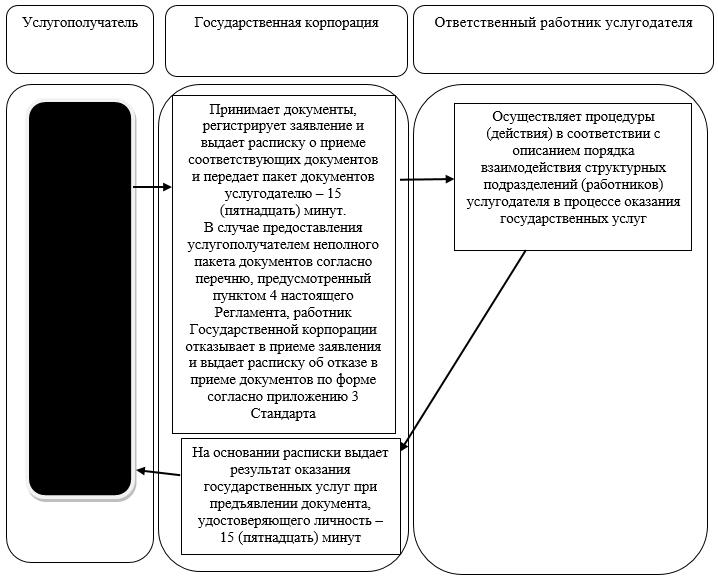 Услугополучатель
Государственная корпорация
Ответственный работник услугодателя
Принимает документы,
регистрирует заявление и
выдает расписку о приеме
соответствующих документов
и передает пакет документов
услугодателю – 15
(пятнадцать) минут.
В случае предоставления
услугополучателем неполного
пакета документов согласно
перечню, предусмотренный
пунктом 4 настоящего
Регламента, работник
Государственной корпорации
отказывает в приеме заявления
и выдает расписку об отказе в
приеме документов по форме
согласно приложению 3
Стандарта
Осуществляет процедуры
(действия) в соответствии с
описанием порядка
взаимодействия структурных
подразделений (работников)
услугодателя в процессе оказания
государственных услуг
На основании расписки выдает
результат оказания
государственных услуг при
предъявлении документа,
удостоверяющего личность –
15 (пятнадцать) минут